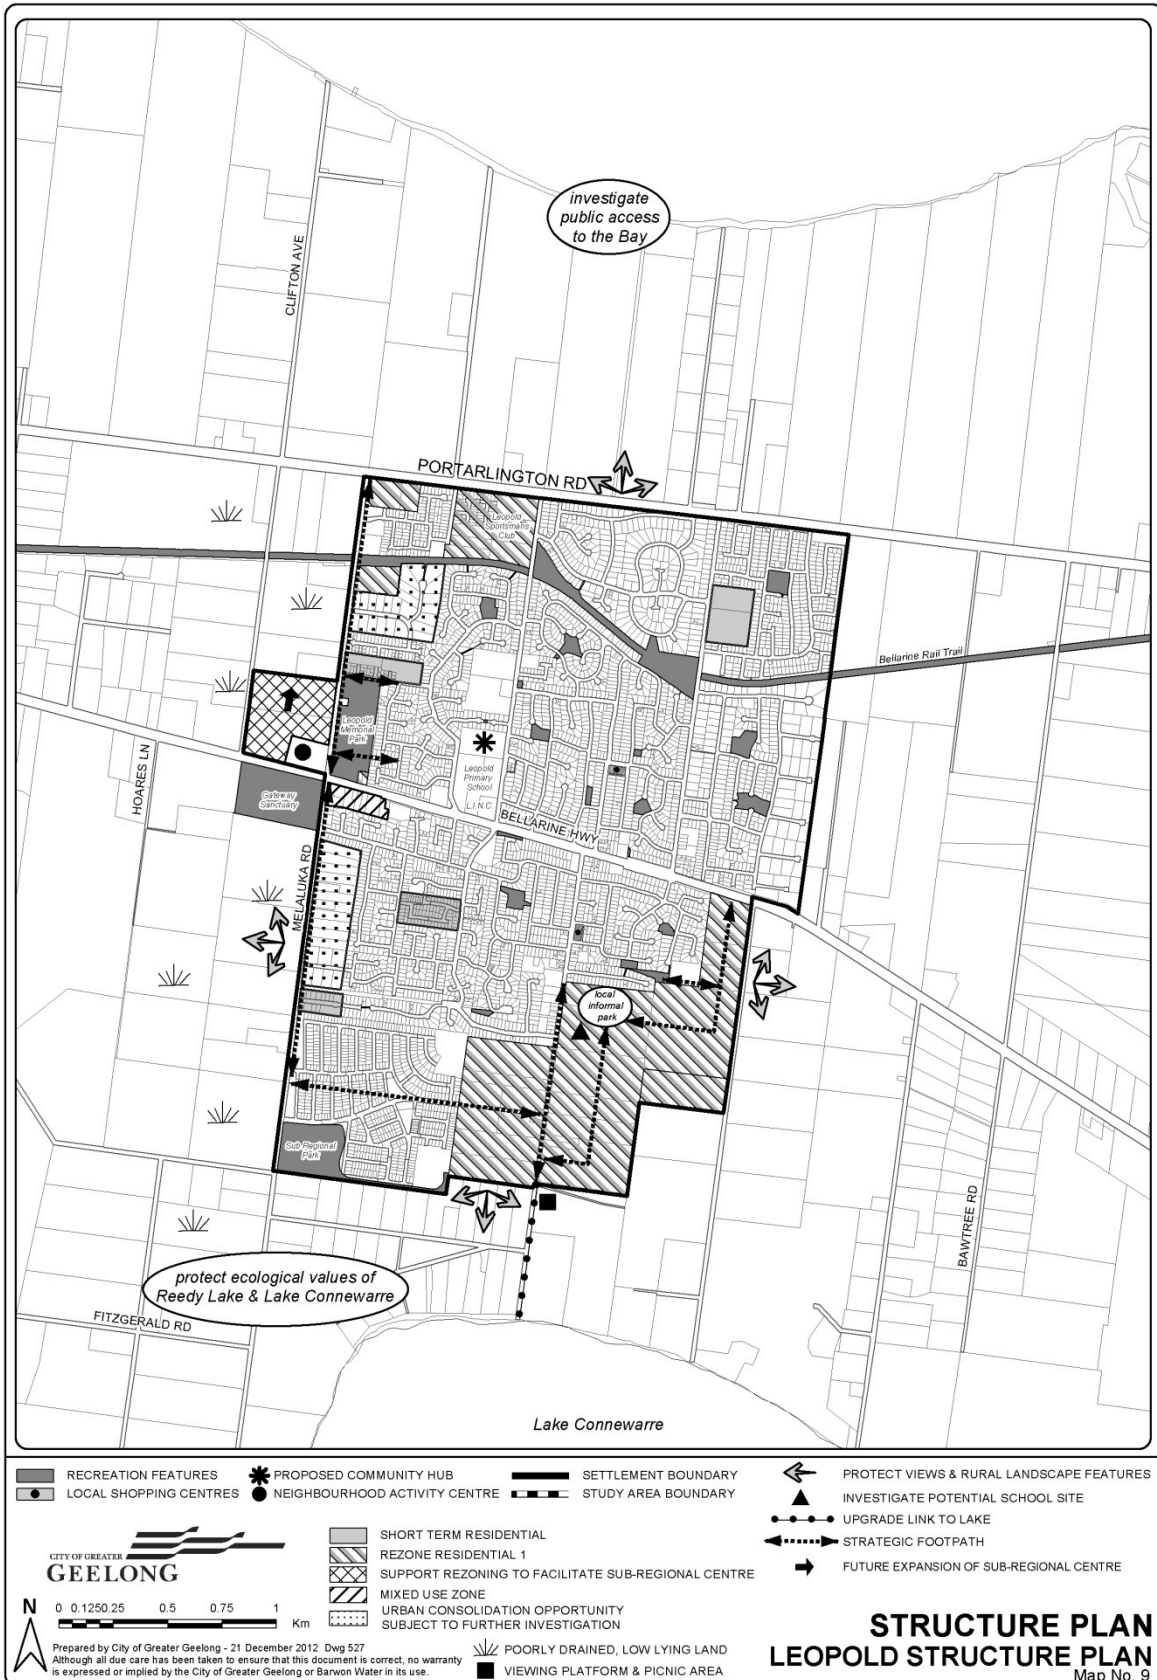 investigate
public access
to the Bay
CLIFTON AVE
PORTARLINGTON RD
Leopold
Sportsmans
Club
Bellarine Rail Trail
Leopold
Memorial
Park
Leopold
Primary
School
L I N C
HOARES LN
Gateway
Sanctuary
BELLARINE HWY
MELALUKA RD
local
informal
park
Sub Regional
Park
BAWTREE RD
protect ecological values of
Reedy Lake & Lake Connewarre
FITZGERALD RD
Lake Connewarre
RECREATION FEATURES
LOCAL SHOPPING CENTRES
PROPOSED COMMUNITY HUB
NEIGHBOURHOOD ACTIVITY CENTRE
SETTLEMENT BOUNDARY
STUDY AREA BOUNDARY
PROTECT VIEWS & RURAL LANDSCAPE FEATURES
INVESTIGATE POTENTIAL SCHOOL SITE
UPGRADE LINK TO LAKE
STRATEGIC FOOTPATH
FUTURE EXPANSION OF SUB-REGIONAL CENTRE
SHORT TERM RESIDENTIAL
REZONE RESIDENTIAL 1
SUPPORT REZONING TO FACILITATE SUB-REGIONAL CENTRE
MIXED USE ZONE
URBAN CONSOLIDATION OPPORTUNITY
SUBJECT TO FURTHER INVESTIGATION
POORLY DRAINED, LOW LYING LAND
VIEWING PLATFORM & PICNIC AREA
CITY OF GREATER
GEELONG
N
0 0.125 0.25 0.5 0.75 1
Km
Prepared by City of Greater Geelong - 21 December 2012 Dwg 527
Although all due care has been taken to ensure that this document is correct, no warranty
is expressed or implied by the City of Greater Geelong or Barwon Water in its use.
STRUCTURE PLAN
LEOPOLD STRUCTURE PLAN
Map No. 9